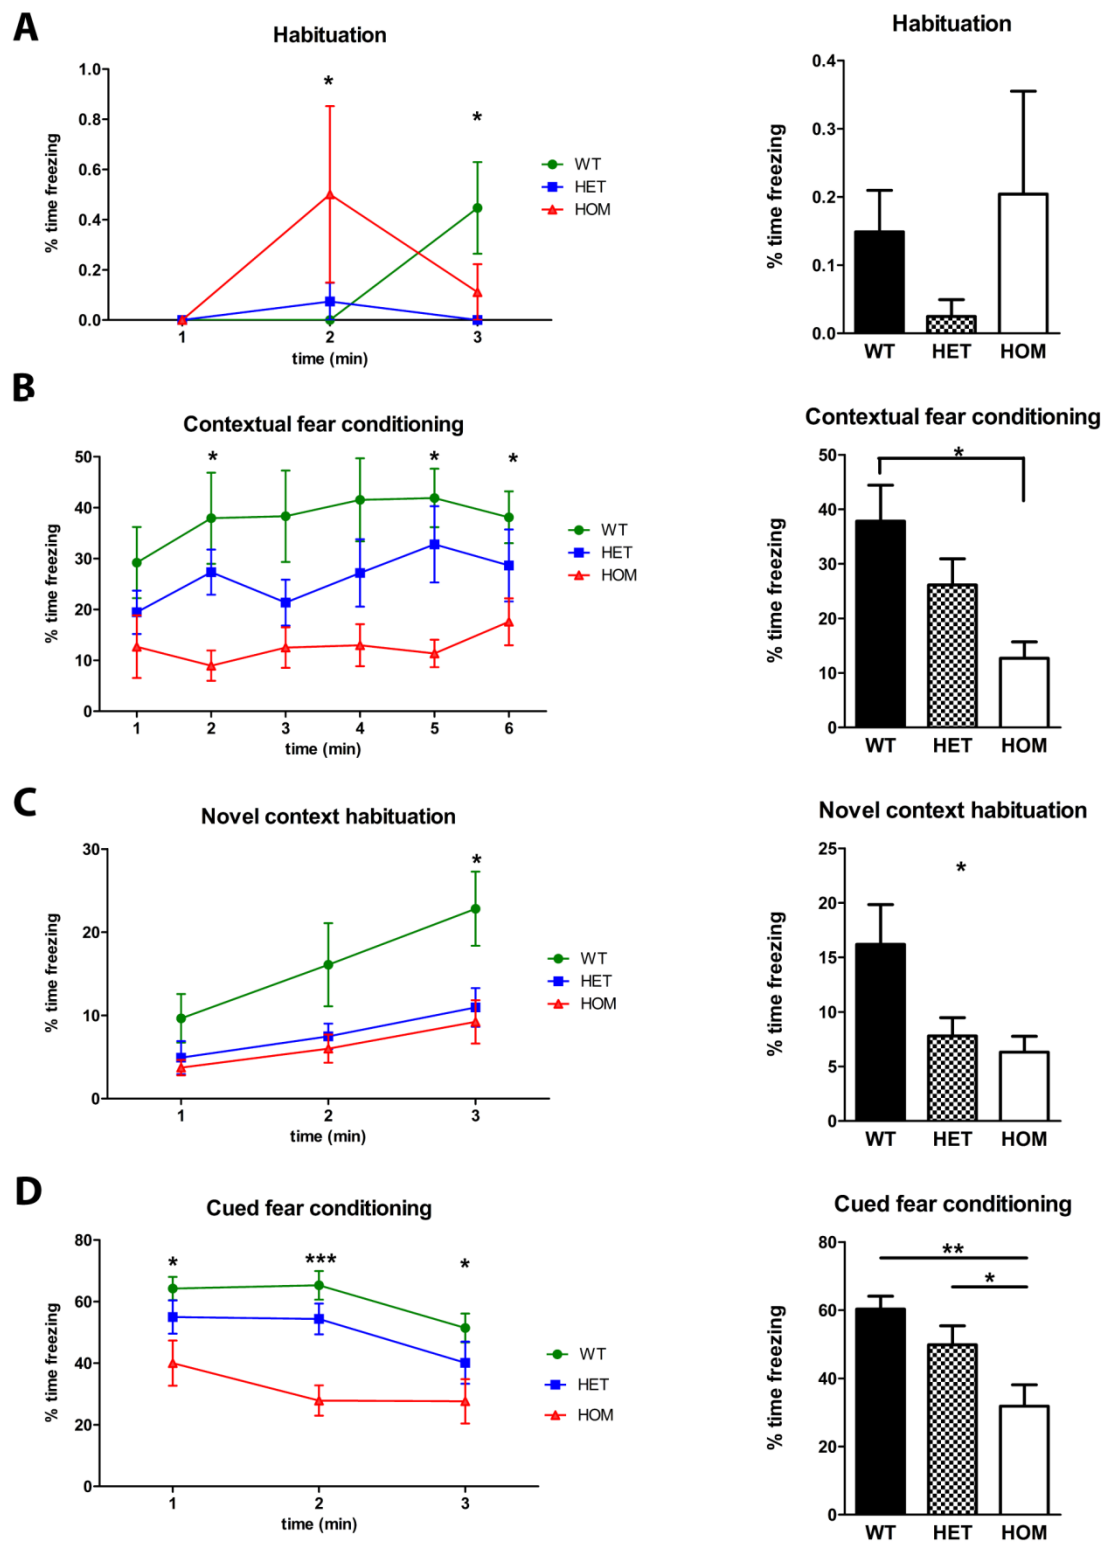 A
Habituation
% time freezing
1.0
0.8
0.6
0.4
0.2
0.0
*
*
1 2 3
time (min)
WT
HET
HOM
Habituation
% time freezing
0.4
0.3
0.2
0.1
0.0
WT HET HOM
B
Contextual fear conditioning
% time freezing
50
40
30
20
10
0
* * *
1 2 3 4 5 6
time (min)
WT
HET
HOM
Contextual fear conditioning
% time freezing
50
40
30
20
10
0
*
WT HET HOM
C
Novel context habituation
% time freezing
30
20
10
0
*
1 2 3
time (min)
WT
HET
HOM
Novel context habituation
% time freezing
25
20
15
10
5
0
*
WT HET HOM
D
Cued fear conditioning
% time freezing
80
60
40
20
0
* *** *
1 2 3
time (min)
WT
HET
HOM
Cued fear conditioning
% time freezing
80
60
40
20
0
**
*
WT HET HOM